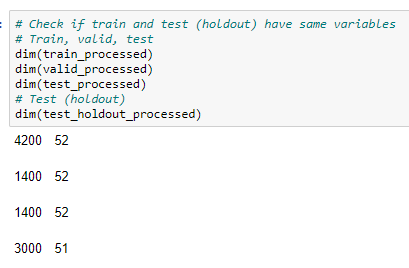 # Check if train and test (holdout) have same variables
# Train, valid, test
dim(train_processed)
dim(valid_processed)
dim(test_processed)
# Test (holdout)
dim(test_holdout_processed)
4200 52
1400 52
1400 52
3000 51